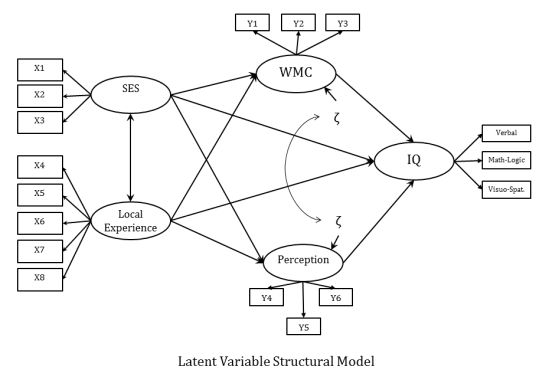 Y1
Y2
Y3
X1
X2
X3
SES
WMC
ζ
Verbal
Math-Logic
Visuo-Spat.
IQ
X4
X5
X6
X7
X8
Local
Experience
ζ
Perception
Y4
Y5
Y6
Latent Variable Structural Model